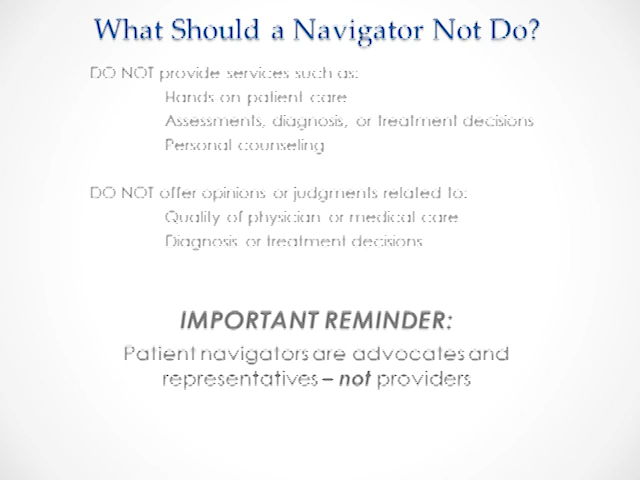 What Should a Navigator Not Do?
DO NOT provide services such as:
Hands on patient care
Assessments, diagnosis, or treatment decisions
Personal counseling
DO NOT offer opinions or judgments related to:
Quality of physician or medical care
Diagnosis or treatment decisions
IMPORTANT REMINDER:
Patient navigators are advocates and
representatives – not providers